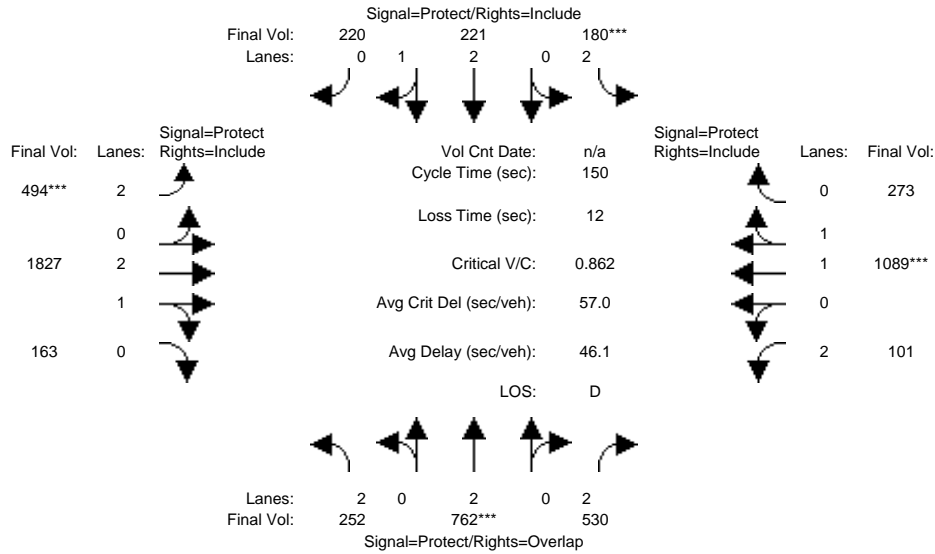 Signal=Protect/Rights=Include
Final Vol: 220 221 180***
Lanes: 0 1 2 0 2
Signal=Protect Signal=Protect
Final Vol: Lanes: Rights=Include Vol Cnt Date: n/a Rights=Include Lanes: Final Vol:
Cycle Time (sec): 150
494*** 2 0 273
Loss Time (sec): 12
0 1
1827 2 Critical V/C: 0.862 1 1089***
1 Avg Crit Del (sec/veh): 57.0 0
163 0 Avg Delay (sec/veh): 46.1 2 101
LOS: D
Lanes: 2 0 2 0 2
Final Vol: 252 762*** 530
Signal=Protect/Rights=Overlap